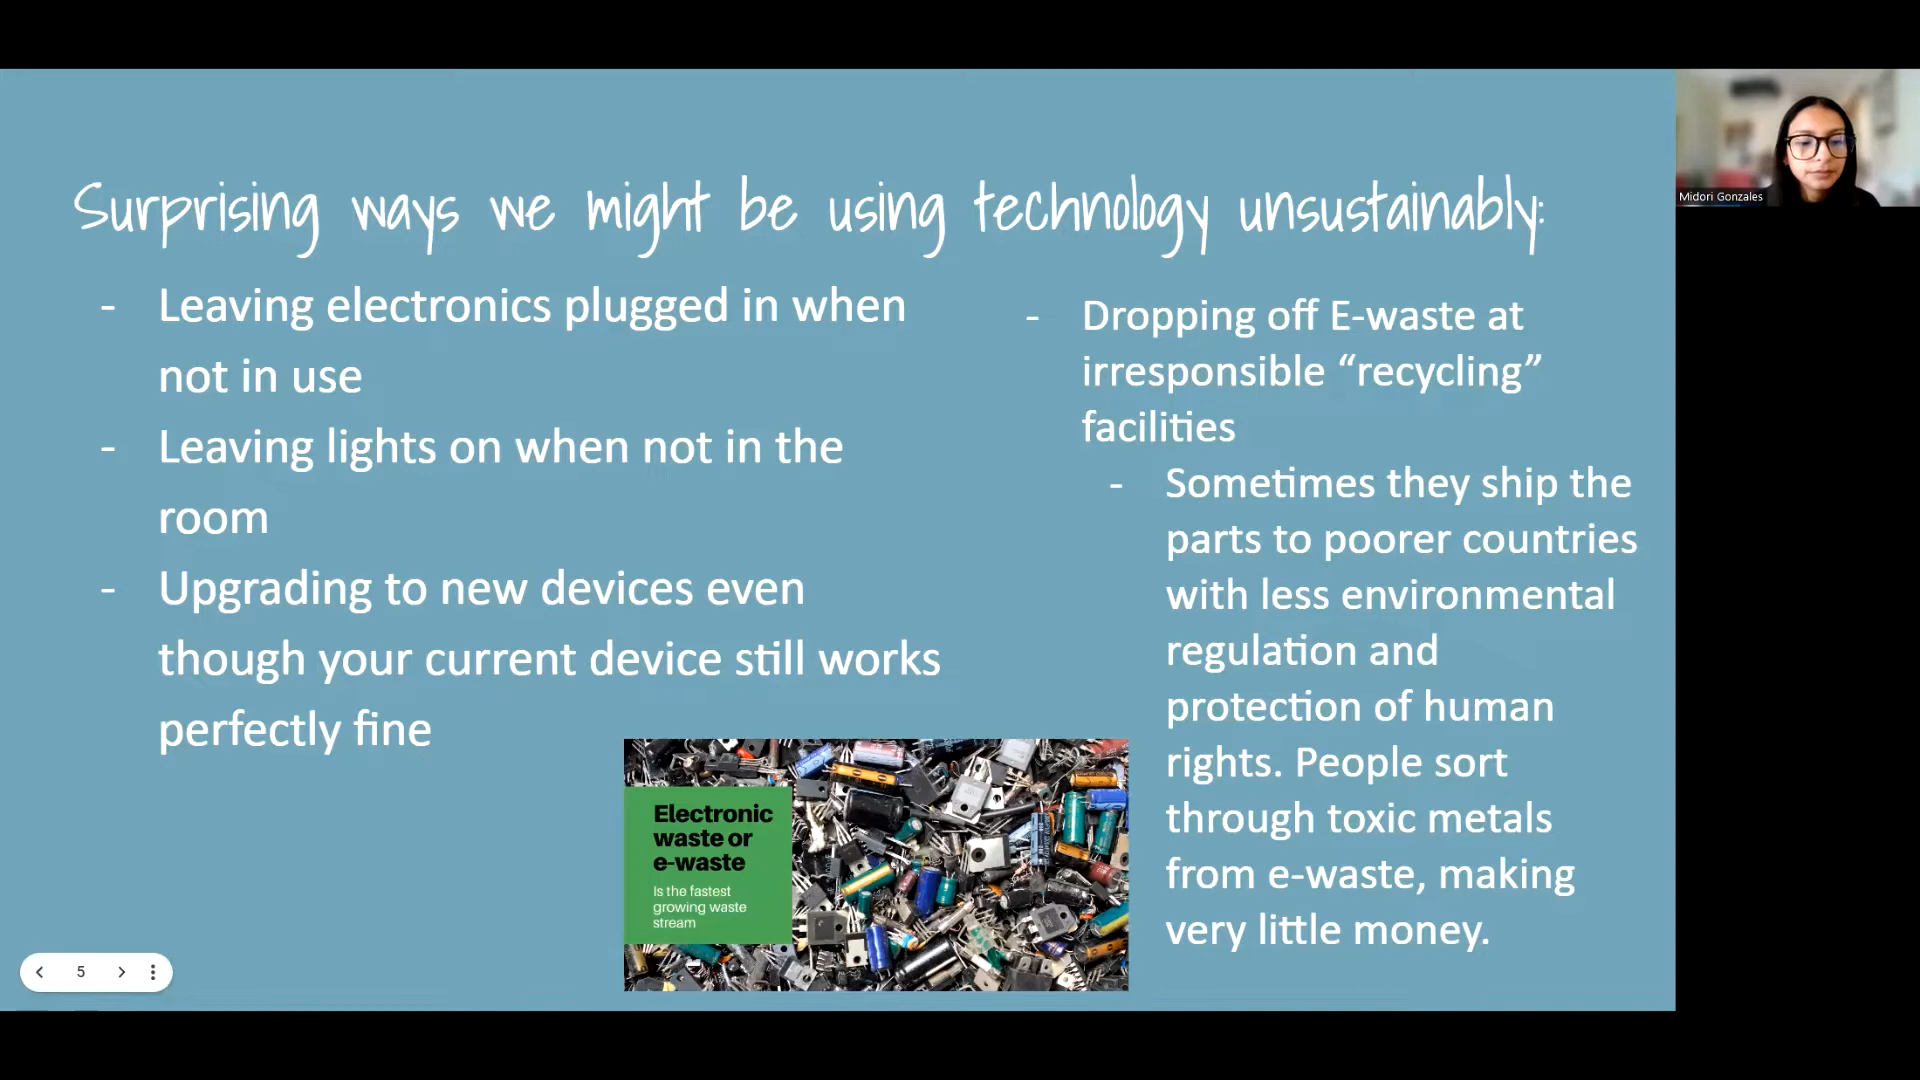 Surprising ways we might be using technology unsustainably:
- Leaving electronics plugged in when
not in use
- Leaving lights on when not in the
room
- Upgrading to new devices even
though your current device still works
perfectly fine
- Dropping off E-waste at
irresponsible “recycling”
facilities
- Sometimes they ship the
parts to poorer countries
with less environmental
regulation and
protection of human
rights. People sort
through toxic metals
from e-waste, making
very little money.
Electronic
waste or
e-waste
Is the fastest
growing waste
stream
5
Midori Gonzales